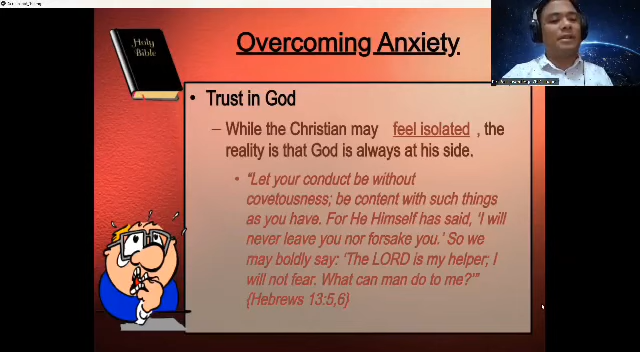 Holy
Bible
Overcoming Anxiety
• Trust in God
– While the Christian may feel isolated , the
reality is that God is always at his side.
• "Let your conduct be without
covetousness; be content with such things
as you have. For He Himself has said, 'I will
never leave you nor forsake you.' So we
may boldly say: 'The LORD is my helper; I
will not fear. What can man do to me?'"
{Hebrews 13:5,6}